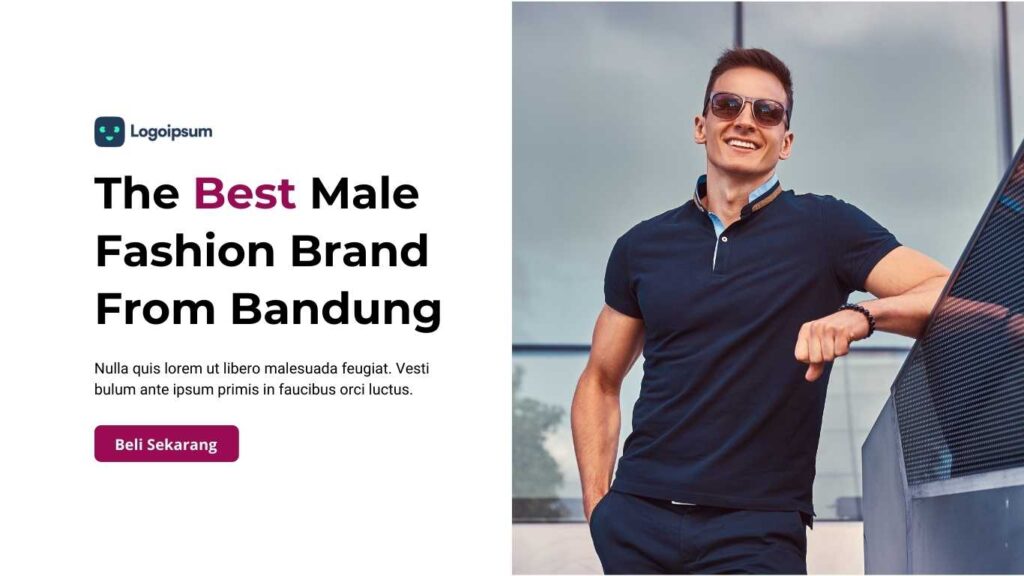 Logoipsum
The Best Male
Fashion Brand
From Bandung
Nulla quis lorem ut libero malesuada feugiat. Vesti
bulum ante ipsum primis in faucibus orci luctus.
Beli Sekarang